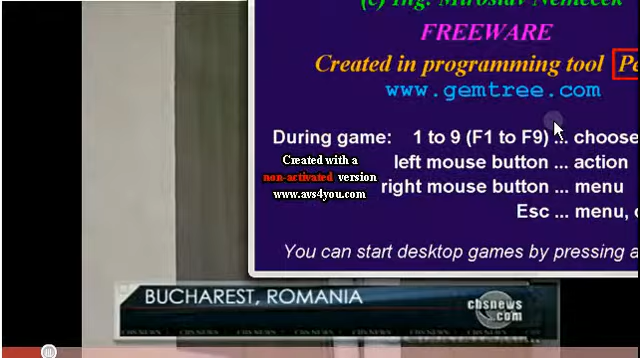 (c) Ing. Miroslav Nemecek
FREEWARE
Created in programming tool Pe
www.gemtree.com
During game: 1 to 9 (F1 to F9) ... choose
left mouse button ... action
right mouse button ... menu
Esc ... menu, c
You can start desktop games by pressing a
Created with a
non-activated version
www.avs4you.com
BUCHAREST, ROMANIA
cbsnews
.com